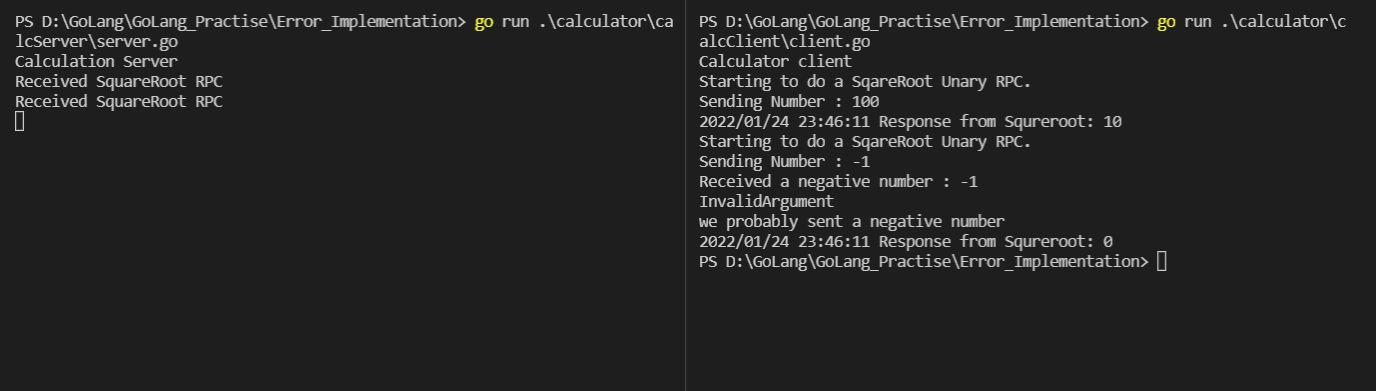 PS D:\GoLang\GoLang_Practise\Error_Implementation> go run .\calculator\ca
lcServer\server.go
Calculation Server
Received SquareRoot RPC
Received SquareRoot RPC
PS D:\GoLang\GoLang_Practise\Error_Implementation> go run .\calculator\c
alcClient\client.go
Calculator client
Starting to do a SqareRoot Unary RPC.
Sending Number : 100
2022/01/24 23:46:11 Response from Squreroot: 10
Starting to do a SqareRoot Unary RPC.
Sending Number : -1
Received a negative number : -1
InvalidArgument
we probably sent a negative number
2022/01/24 23:46:11 Response from Squreroot: 0
PS D:\GoLang\GoLang_Practise\Error_Implementation>